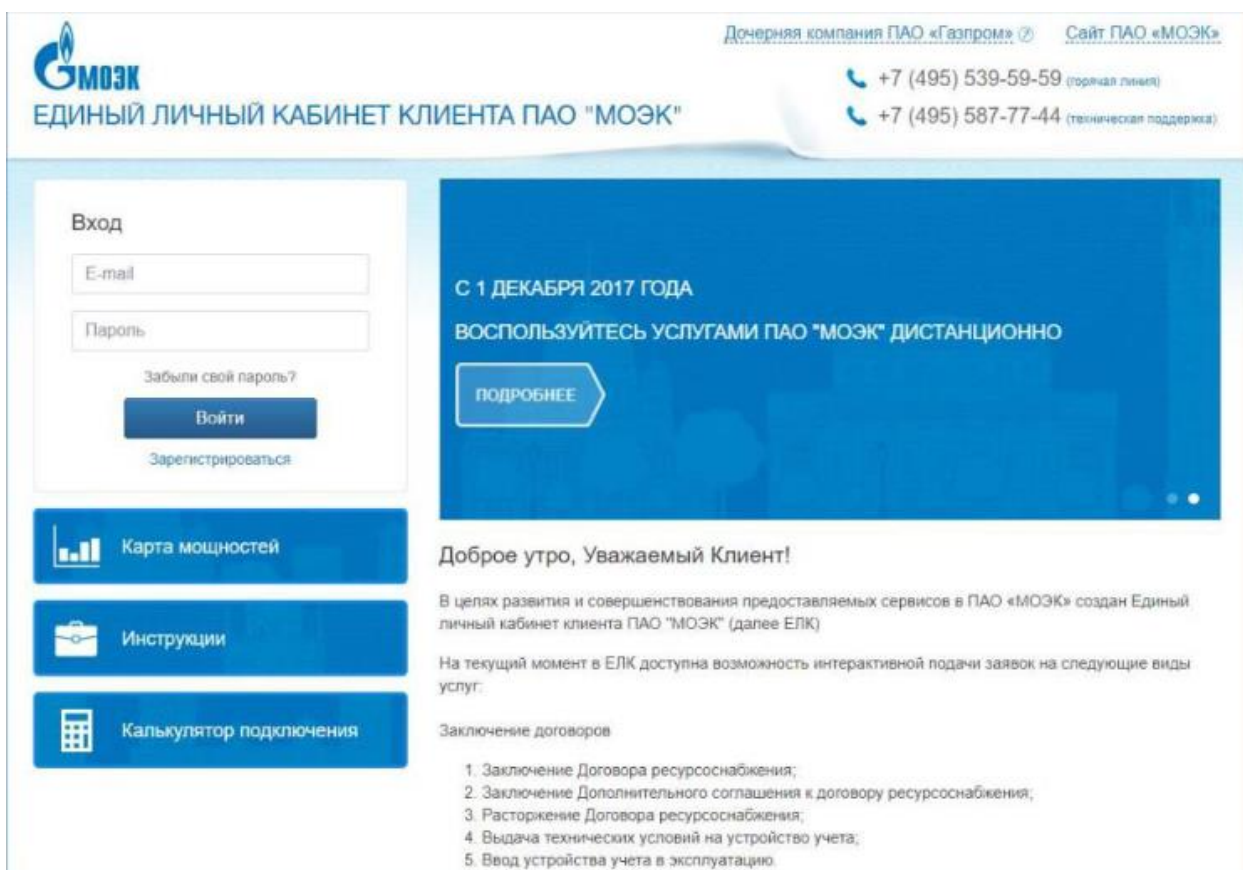 Дочерняя компания ПАО «Газпром» ? Сайт ПАО «МОЭК»
МОЭК
+7 (495) 539-59-59 (горячая линия)
ЕДИНЫЙ ЛИЧНЫЙ КАБИНЕТ КЛИЕНТА ПАО "МОЭК"
+7 (495) 587-77-44 (техническая поддержка)
Вход
E-mail
Пароль
Забыли свой пароль?
Войти
Зарегистрироваться
Карта мощностей
Инструкции
Калькулятор подключения
С 1 ДЕКАБРЯ 2017 ГОДА
ВОСПОЛЬЗУЙТЕСЬ УСЛУГАМИ ПАО "МОЭК" ДИСТАНЦИОННО
ПОДРОБНЕЕ
Доброе утро, Уважаемый Клиент!
В целях развития и совершенствования предоставляемых сервисов в ПАО «МОЭК» создан Единый
личный кабинет клиента ПАО "МОЭК" (далее ЕЛК)
На текущий момент в ЕЛК доступна возможность интерактивной подачи заявок на следующие виды
услуг:
Заключение договоров
1. Заключение Договора ресурсоснабжения;
2. Заключение Дополнительного соглашения к договору ресурсоснабжения;
3. Расторжение Договора ресурсоснабжения;
4. Выдача технических условий на устройство учета;
5. Ввод устройства учета в эксплуатацию.